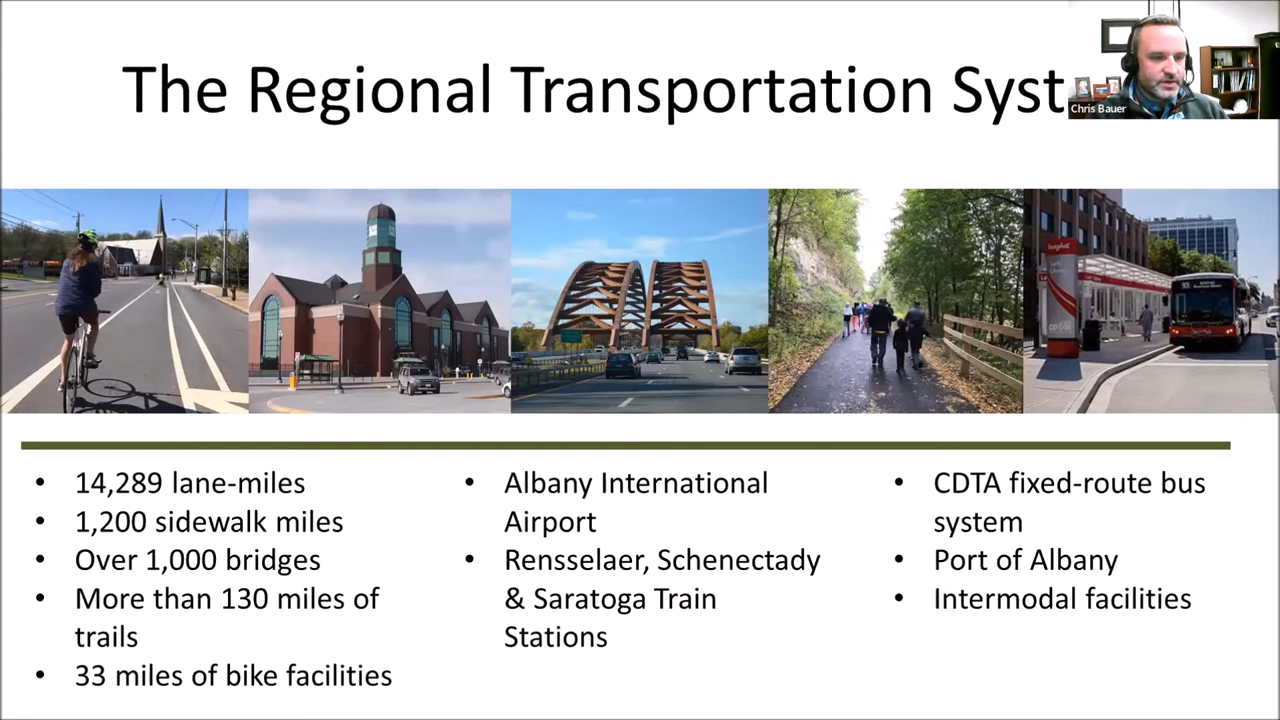 The Regional Transportation Syst
Chris Bauer
• 14,289 lane-miles
• 1,200 sidewalk miles
• Over 1,000 bridges
• More than 130 miles of
trails
• 33 miles of bike facilities
• Albany International
Airport
• Rensselaer, Schenectady
& Saratoga Train
Stations
• CDTA fixed-route bus
system
• Port of Albany
• Intermodal facilities